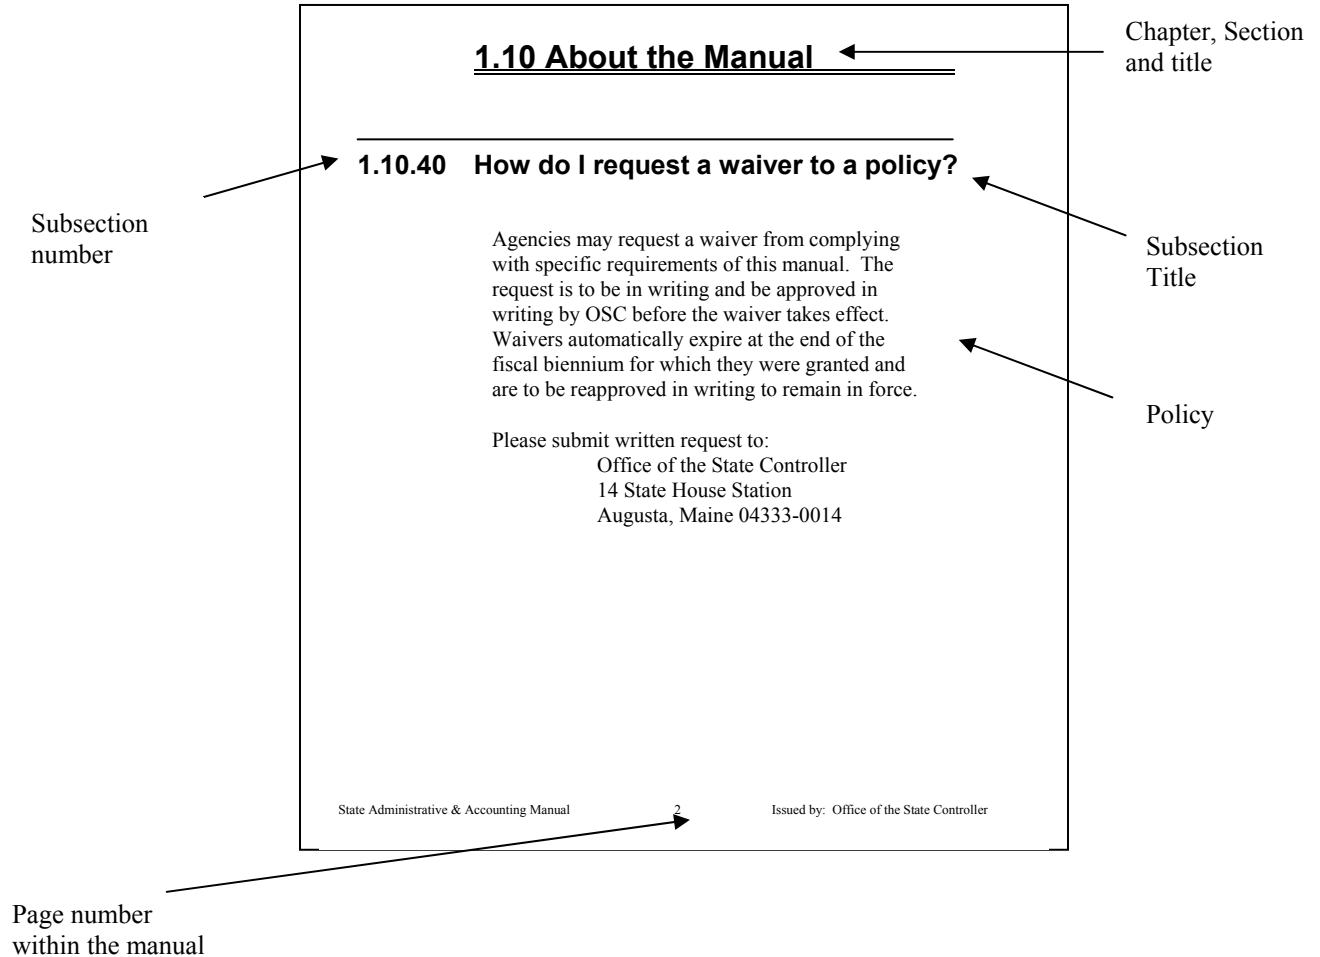 Chapter, Section
and title
1.10 About the Manual
1.10.40 How do I request a waiver to a policy?
Subsection
number
Subsection
Title
Agencies may request a waiver from complying
with specific requirements of this manual.  The
request is to be in writing and be approved in
writing by OSC before the waiver takes effect.
Waivers automatically expire at the end of the
fiscal biennium for which they were granted and
are to be reapproved in writing to remain in force.
Policy
Please submit written request to:
Office of the State Controller
14 State House Station
Augusta, Maine 04333-0014
State Administrative & Accounting Manual 2 Issued by:  Office of the State Controller
Page number
within the manual